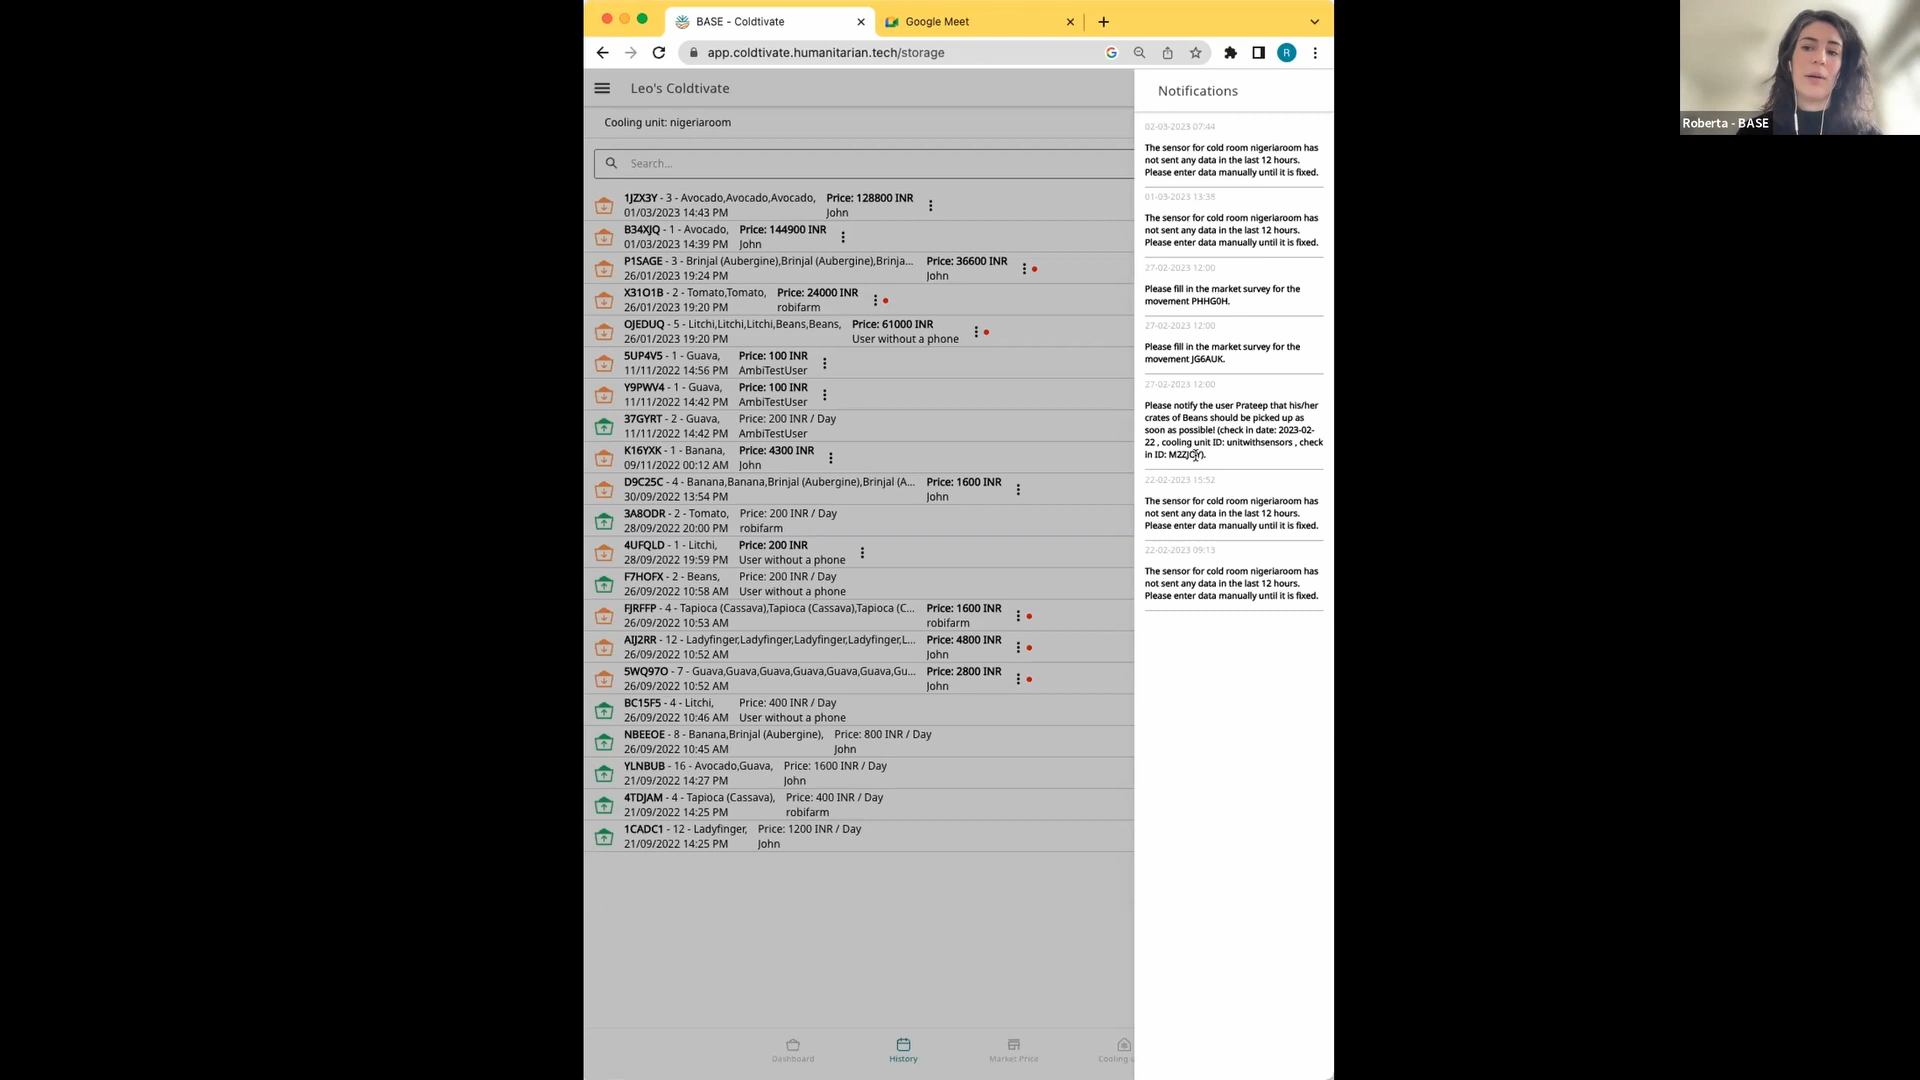 BASE - Coldtivate
Google Meet
app.coldtivate.humanitarian.tech/storage
R
Leo's Coldtivate
Cooling unit: nigeriaroom
Search...
1JZX3Y - 3 - Avocado,Avocado,Avocado, Price: 128800 INR
01/03/2023 14:43 PM John
B34XJQ - 1 - Avocado, Price: 144900 INR
01/03/2023 14:39 PM John
P1SAGE - 3 - Brinjal (Aubergine),Brinjal (Aubergine),Brinja... Price: 36600 INR
26/01/2023 19:24 PM John
X31O1B - 2 - Tomato,Tomato, Price: 24000 INR
26/01/2023 19:20 PM robifarm
OJEDUQ - 5 - Litchi,Litchi,Litchi,Beans,Beans, Price: 61000 INR
26/01/2023 19:20 PM User without a phone
5UP4V5 - 1 - Guava, Price: 100 INR
11/11/2022 14:56 PM AmbiTestUser
Y9PWV4 - 1 - Guava, Price: 100 INR
11/11/2022 14:42 PM AmbiTestUser
37GYRT - 2 - Guava, Price: 200 INR / Day
11/11/2022 14:42 PM AmbiTestUser
K16YXK - 1 - Banana, Price: 4300 INR
09/11/2022 00:12 AM John
D9C25C - 4 - Banana,Banana,Brinjal (Aubergine),Brinjal (A... Price: 1600 INR
30/09/2022 13:54 PM John
3A8ODR - 2 - Tomato, Price: 200 INR / Day
28/09/2022 20:00 PM robifarm
4UFQLD - 1 - Litchi, Price: 200 INR
28/09/2022 19:59 PM User without a phone
F7HOFX - 2 - Beans, Price: 200 INR / Day
26/09/2022 10:58 AM User without a phone
FJRFFP - 4 - Tapioca (Cassava),Tapioca (Cassava),Tapioca (C... Price: 1600 INR
26/09/2022 10:53 AM robifarm
AIJ2RR - 12 - Ladyfinger,Ladyfinger,Ladyfinger,Ladyfinger,L... Price: 4800 INR
26/09/2022 10:52 AM John
5WQ97O - 7 - Guava,Guava,Guava,Guava,Guava,Guava,Gu... Price: 2800 INR
26/09/2022 10:52 AM John
BC15F5 - 4 - Litchi, Price: 400 INR / Day
26/09/2022 10:46 AM User without a phone
NBEEOE - 8 - Banana,Brinjal (Aubergine), Price: 800 INR / Day
26/09/2022 10:45 AM John
YLNBUB - 16 - Avocado,Guava, Price: 1600 INR / Day
21/09/2022 14:27 PM John
4TDJAM - 4 - Tapioca (Cassava), Price: 400 INR / Day
21/09/2022 14:25 PM robifarm
1CADC1 - 12 - Ladyfinger, Price: 1200 INR / Day
21/09/2022 14:25 PM John
Dashboard
History
Market Price
Cooling
Notifications
02-03-2023 07:44
The sensor for cold room nigeriaroom has
not sent any data in the last 12 hours.
Please enter data manually until it is fixed.
01-03-2023 13:38
The sensor for cold room nigeriaroom has
not sent any data in the last 12 hours.
Please enter data manually until it is fixed.
27-02-2023 12:00
Please fill in the market survey for the
movement PHHG0H.
27-02-2023 12:00
Please fill in the market survey for the
movement JG6AUK.
27-02-2023 12:00
Please notify the user Prateep that his/her
crates of Beans should be picked up as
soon as possible! (check in date: 2023-02-
22 , cooling unit ID: unitwithsensors , check
in ID:
22-02-2023 15:52
The sensor for cold room nigeriaroom has
not sent any data in the last 12 hours.
Please enter data manually until it is fixed.
22-02-2023 09:13
The sensor for cold room nigeriaroom has
not sent any data in the last 12 hours.
Please enter data manually until it is fixed.
Roberta - BASE